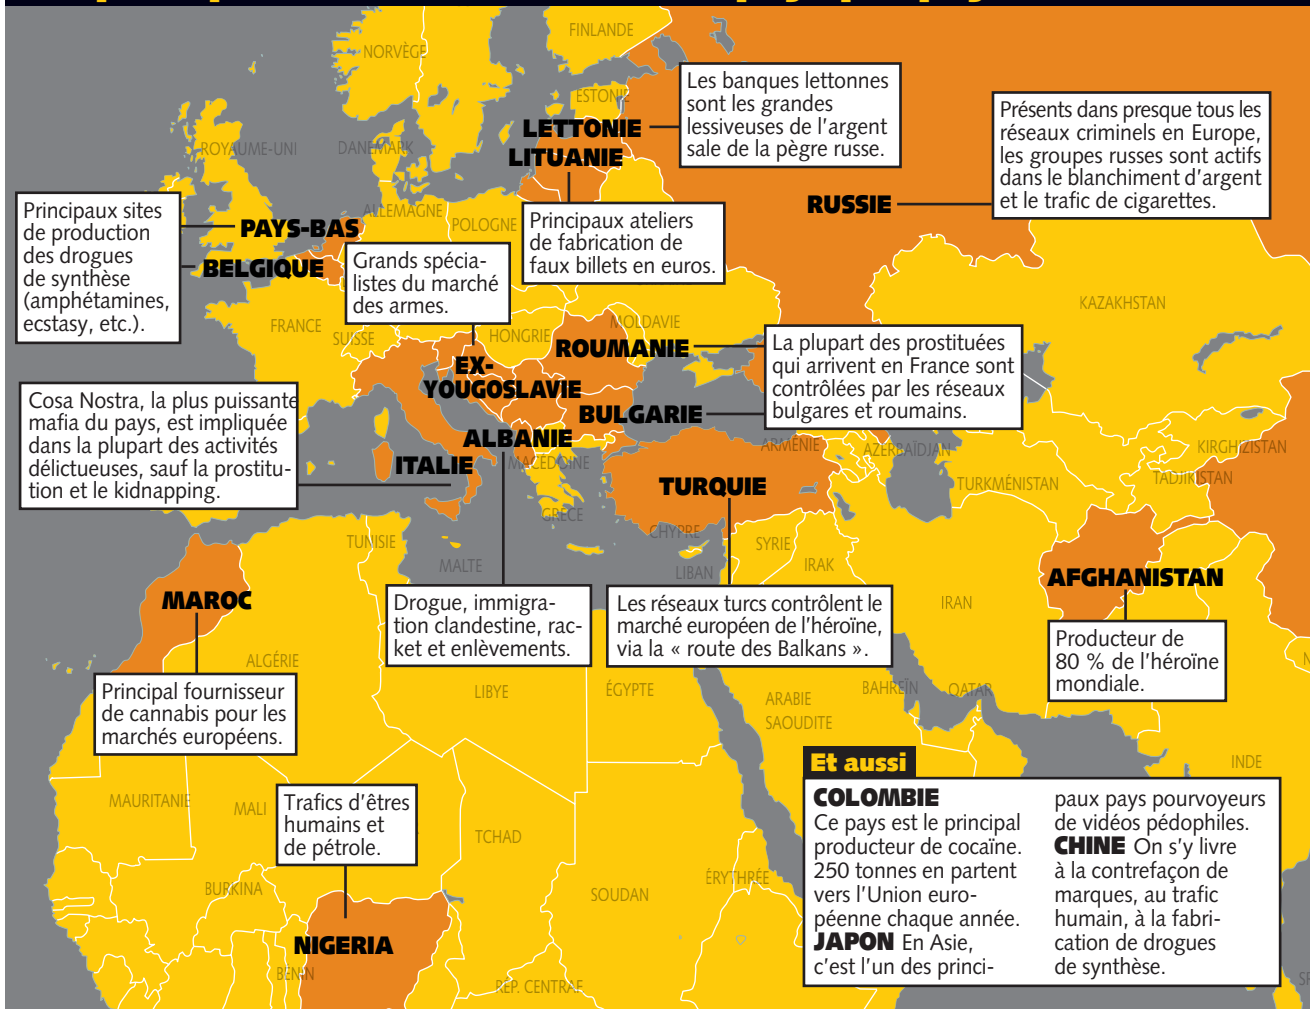 FINLANDE
NORVÈGE
ESTONIE
Les banques lettonnes
sont les grandes
lessiveuses de l'argent
sale de la pègre russe.
Présents dans presque tous les
réseaux criminels en Europe,
les groupes russes sont actifs
dans le blanchiment d'argent
et le trafic de cigarettes.
LETTONIE
LITUANIE
ROYAUME-UNI
DANEMARK
RUSSIE
Principaux sites
de production
des drogues
de synthèse
(amphétamines,
ecstasy, etc.).
PAYS-BAS
BELGIQUE
ALLEMAGNE
POLOGNE
Principaux ateliers
de fabrication de
faux billets en euros.
Grands spécia-
listes du marché
des armes.
KAZAKHSTAN
FRANCE
SUISSE
HONGRIE
MOLDAVIE
ROUMANIE
La plupart des prostituées
qui arrivent en France sont
contrôlées par les réseaux
bulgares et roumains.
EX-
YOUGOSLAVIE
BULGARIE
Cosa Nostra, la plus puissante
mafia du pays, est impliquée
dans la plupart des activités
délictueuses, sauf la prostitu-
tion et le kidnapping.
ALBANIE
ITALIE
MACÉDOINE
ARMÉNIE
AZERBAÏDJAN
KIRGHIZISTAN
TURKMÉNISTAN
TADJIKISTAN
TURQUIE
GRÈCE
CHYPRE
TUNISIE
MALTE
SYRIE
LIBAN
IRAK
IRAN
AFGHANISTAN
MAROC
Drogue, immigra-
tion clandestine, rac-
ket et enlèvements.
Les réseaux turcs contrôlent le
marché européen de l'héroïne,
via la « route des Balkans ».
Producteur de
80 % de l'héroïne
mondiale.
ALGÉRIE
LIBYE
ÉGYPTE
ARABIE
SAOUDITE
BAHREÏN
QATAR
Principal fournisseur
de cannabis pour les
marchés européens.
INDE
MAURITANIE
MALI
Trafics d'êtres
humains et
de pétrole.
TCHAD
BURKINA
SOUDAN
ÉRYTHRÉE
NIGERIA
BÉNIN
RÉP. CENTRAF.
Et aussi
COLOMBIE
Ce pays est le principal
producteur de cocaïne.
250 tonnes en partent
vers l'Union euro-
péenne chaque année.
JAPON En Asie,
c'est l'un des princi-
paux pays pourvoyeurs
de vidéos pédophiles.
CHINE On s'y livre
à la contrefaçon de
marques, au trafic
humain, à la fabri-
cation de drogues
de synthèse.